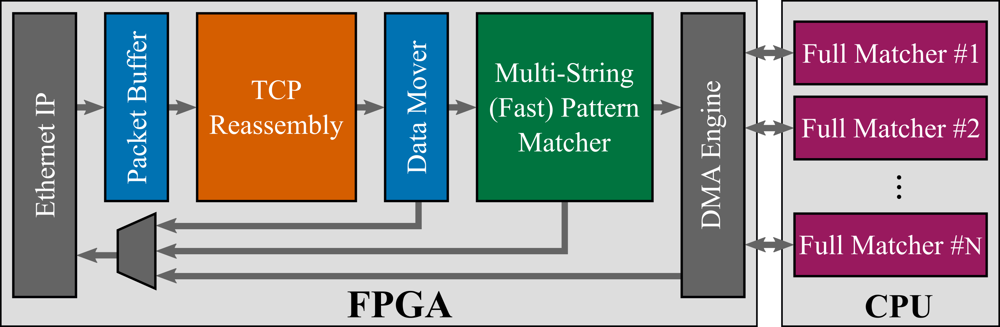 Ethernet IP
Packet Buffer
TCP
Reassembly
Data Mover
Multi-String
(Fast) Pattern
Matcher
DMA Engine
FPGA
Full Matcher #1
Full Matcher #2
Full Matcher #N
CPU